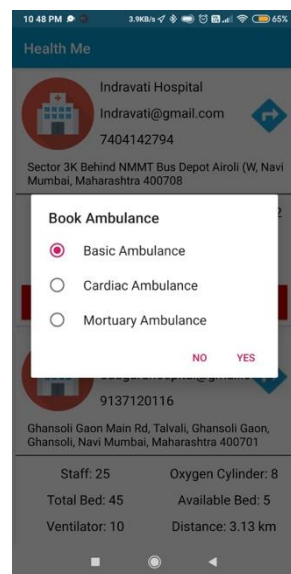 10 48 PM 3.9KB/s 65%
Health Me
Indravati Hospital
Indravati@gmail.com
7404142794
Sector 3K Behind NMMT Bus Depot Airoli (W, Navi
Mumbai, Maharashtra 400708
2
Book Ambulance
Basic Ambulance
Cardiac Ambulance
Mortuary Ambulance
NO YES
9137120116
Ghansoli Gaon Main Rd, Talvali, Ghansoli Gaon,
Ghansoli, Navi Mumbai, Maharashtra 400701
Staff: 25 Oxygen Cylinder: 8
Total Bed: 45 Available Bed: 5
Ventilator: 10 Distance: 3.13 km